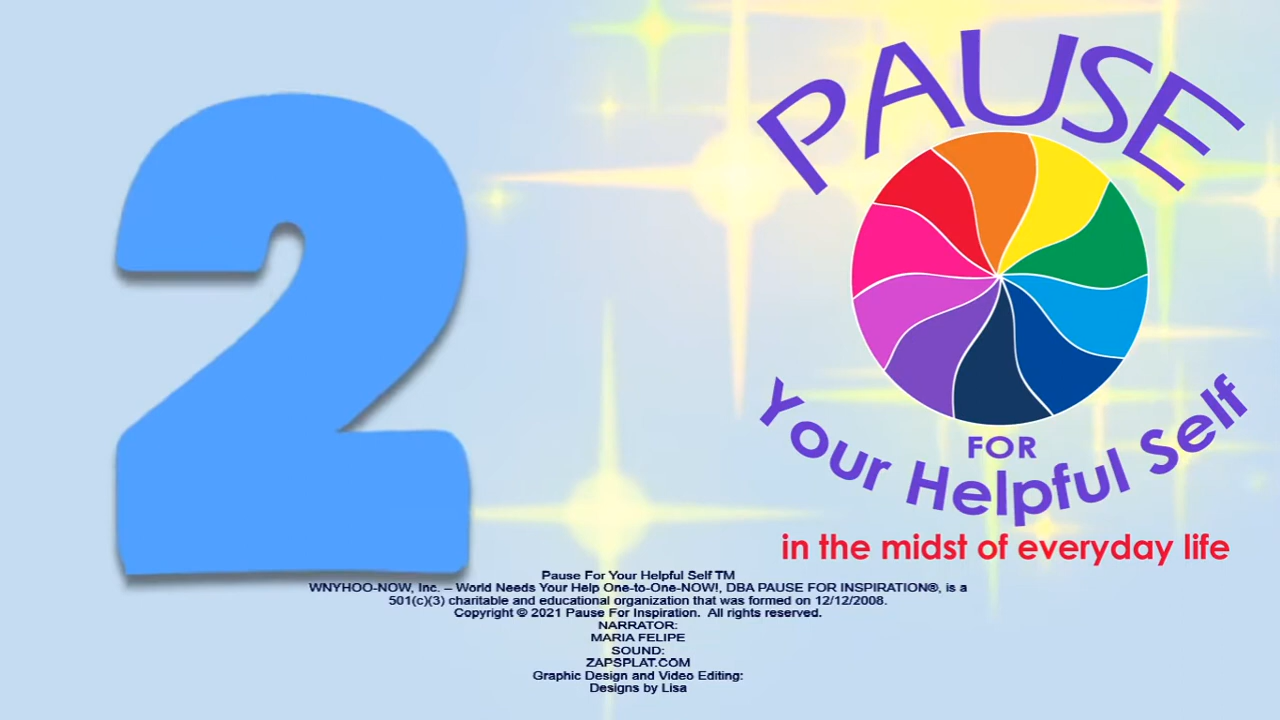 2
PAUSE
FOR
Your Helpful Self
in the midst of everyday life
Pause For Your Helpful Self TM
WNYHOO-NOW, Inc. – World Needs Your Help One-to-One-NOW!, DBA PAUSE FOR INSPIRATION®, is a
501(c)(3) charitable and educational organization that was formed on 12/12/2008.
Copyright © 2021 Pause For Inspiration. All rights reserved.
NARRATOR:
MARIA FELIPE
SOUND:
ZAPSPLAT.COM
Graphic Design and Video Editing:
Designs by Lisa